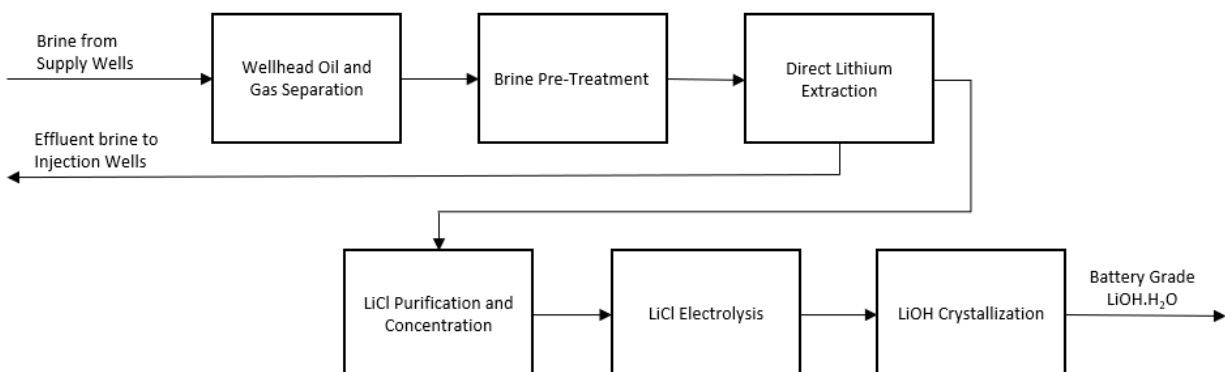 Brine from
Supply Wells
Wellhead Oil and
Gas Separation
Brine Pre-Treatment
Direct Lithium
Extraction
Effluent brine to
Injection Wells
LiCl Purification and
Concentration
LiCl Electrolysis
LiOH Crystallization
Battery Grade
LiOH.H₂O